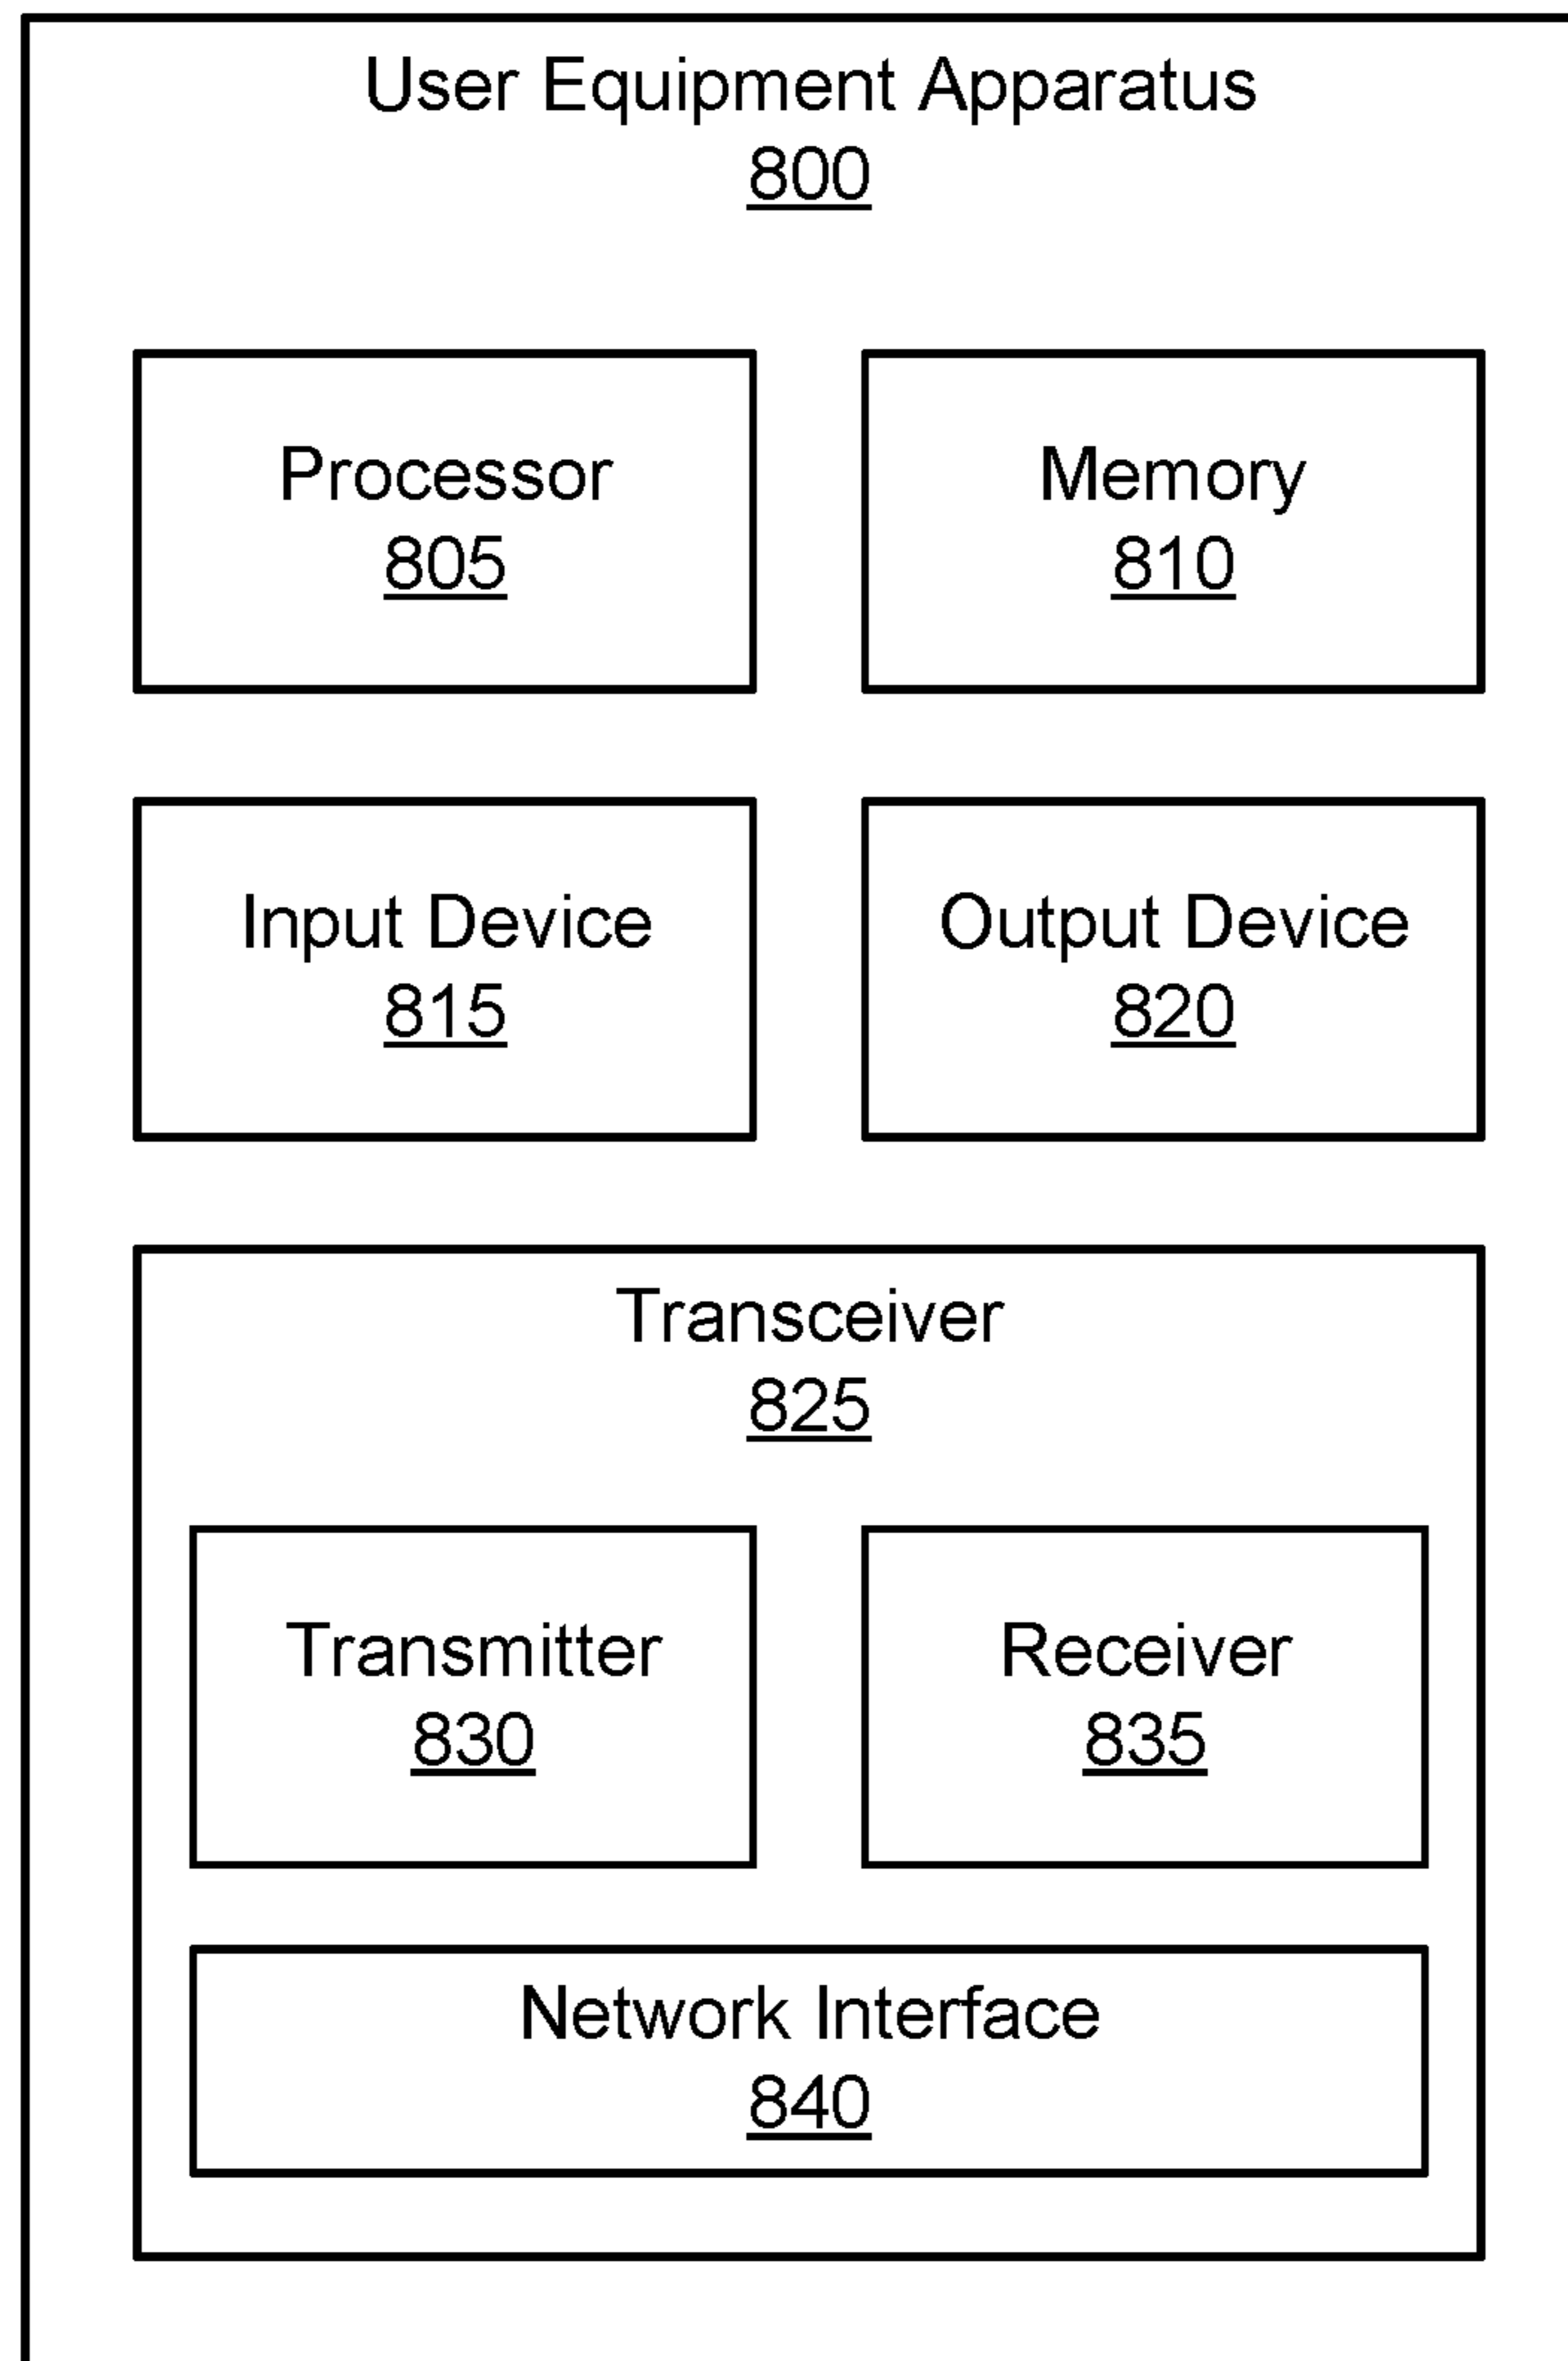 User Equipment Apparatus
800
Processor
805
Memory
810
Input Device
815
Output Device
820
Transceiver
825
Transmitter
830
Receiver
835
Network Interface
840